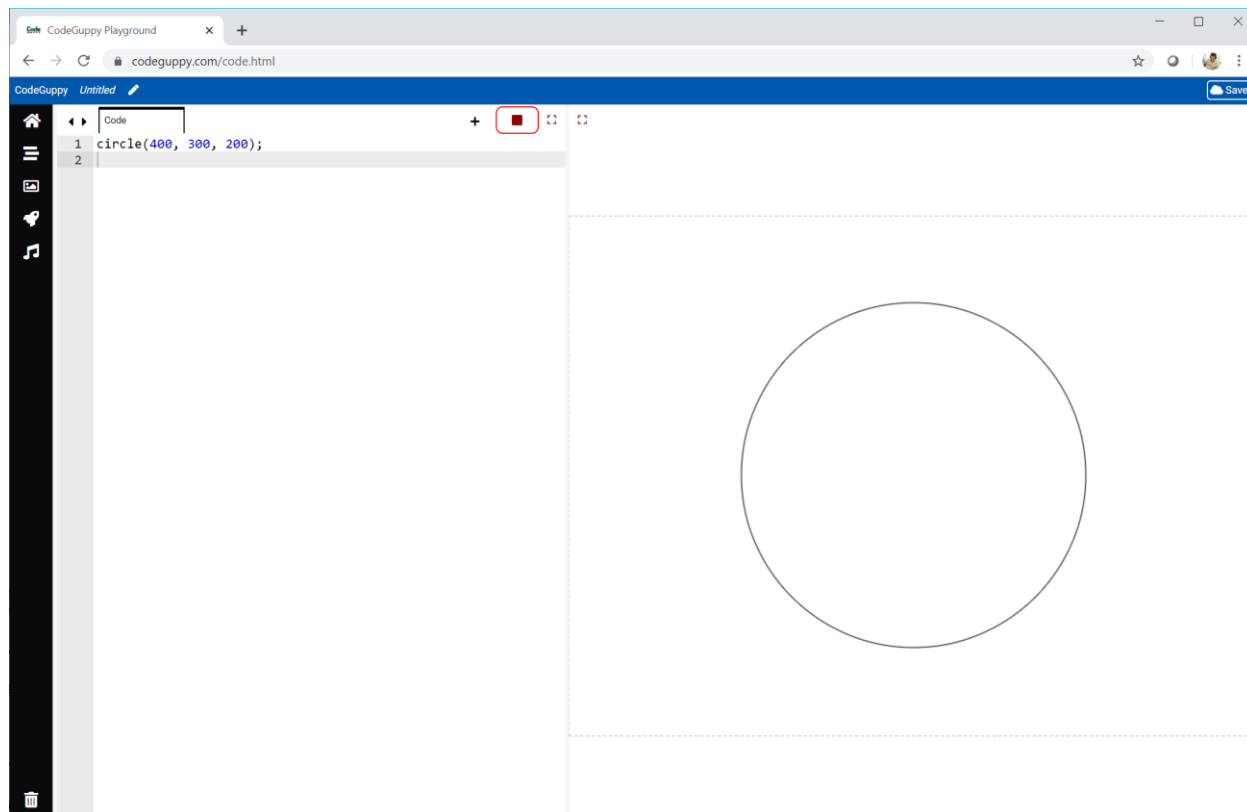 CodeGuppy Playground
codeguppy.com/code.html
CodeGuppy Untitled
Save
Code
1 circle(400, 300, 200);
2